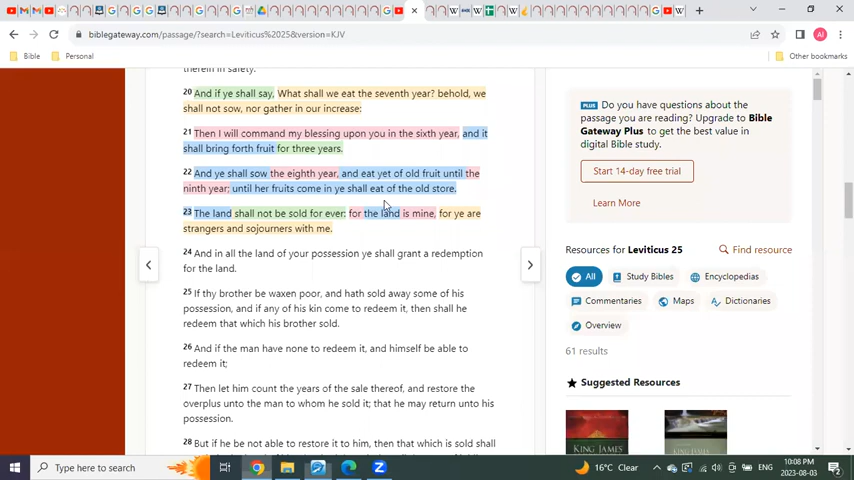 biblegateway.com/passage/?search=Leviticus%2025&version=KJV
AI
Bible
Personal
Other bookmarks
therein in safety.
20 And if ye shall say, What shall we eat the seventh year? behold, we
shall not sow, nor gather in our increase:
21 Then I will command my blessing upon you in the sixth year, and it
shall bring forth fruit for three years.
22 And ye shall sow the eighth year, and eat yet of old fruit until the
ninth year; until her fruits come in ye shall eat of the old store.
23 The land shall not be sold for ever: for the land is mine, for ye are
strangers and sojourners with me.
24 And in all the land of your possession ye shall grant a redemption
for the land.
25 If thy brother be waxen poor, and hath sold away some of his
possession, and if any of his kin come to redeem it, then shall he
redeem that which his brother sold.
26 And if the man have none to redeem it, and himself be able to
redeem it;
27 Then let him count the years of the sale thereof, and restore the
overplus unto the man to whom he sold it; that he may return unto his
possession.
28 But if he be not able to restore it to him, then that which is sold shall
PLUS Do you have questions about the
passage you are reading? Upgrade to Bible
Gateway Plus to get the best value in
digital Bible study.
Start 14-day free trial
Learn More
Resources for Leviticus 25
Find resource
All
Study Bibles
Encyclopedias
Commentaries
Maps
Dictionaries
Overview
61 results
Suggested Resources
KING JAMES
Type here to search
16°C Clear
ENG
10:08 PM
2023-08-03
2